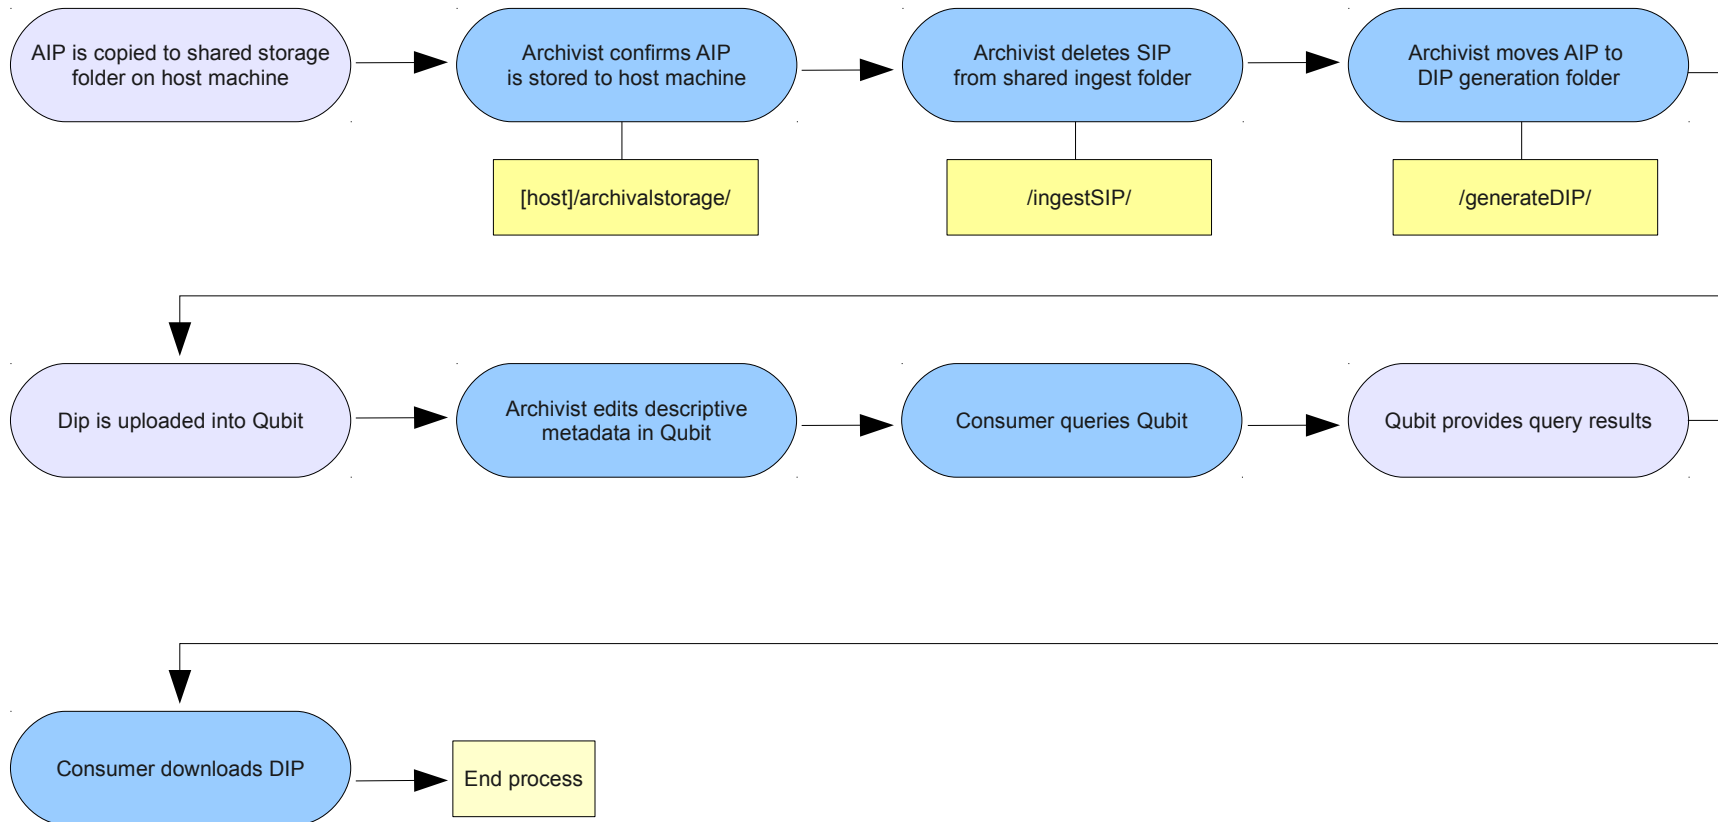 AIP is copied to shared storage
folder on host machine
Archivist confirms AIP
is stored to host machine
Archivist deletes SIP
from shared ingest folder
Archivist moves AIP to
DIP generation folder
[host]/archivalstorage/
/ingestSIP/
/generateDIP/
Dip is uploaded into Qubit
Archivist edits descriptive
metadata in Qubit
Consumer queries Qubit
Qubit provides query results
Consumer downloads DIP
End process